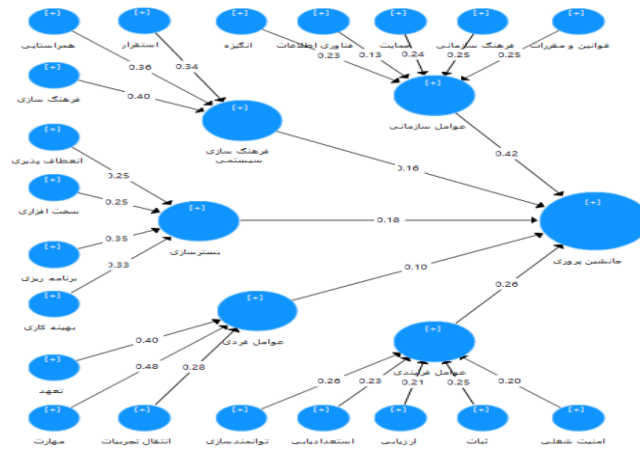 [+] [+] [+] [+] [+] [+] [+]
همراستایی استقرار انگیزه فناوری اطلاعات حمایت فرهنگ سازمانی قوانین و مقررات
0.36 0.34 0.23 0.13 0.24 0.25 0.25
[+] [+]
فرهنگ سازی عوامل سازمانی
0.40
[+]
فرهنگ سازی
سیستمی
0.16 0.42
[+]
انعطاف پذیری
0.25
[+]
سخت افزاری
0.25
[+] [+]
بسترسازی جانشین پروری
0.18
[+]
برنامه ریزی
0.35
[+]
بهینه کاری
0.33
0.10 0.26
[+] [+]
عوامل فردی عوامل فرایندی
[+]
تعهد
0.40 0.48 0.28 0.26 0.23 0.21 0.25 0.20
[+] [+] [+] [+] [+] [+] [+]
مهارت انتقال تجربیات توانمندسازی استعدادیابی ارزیابی ثبات امنیت شغلی